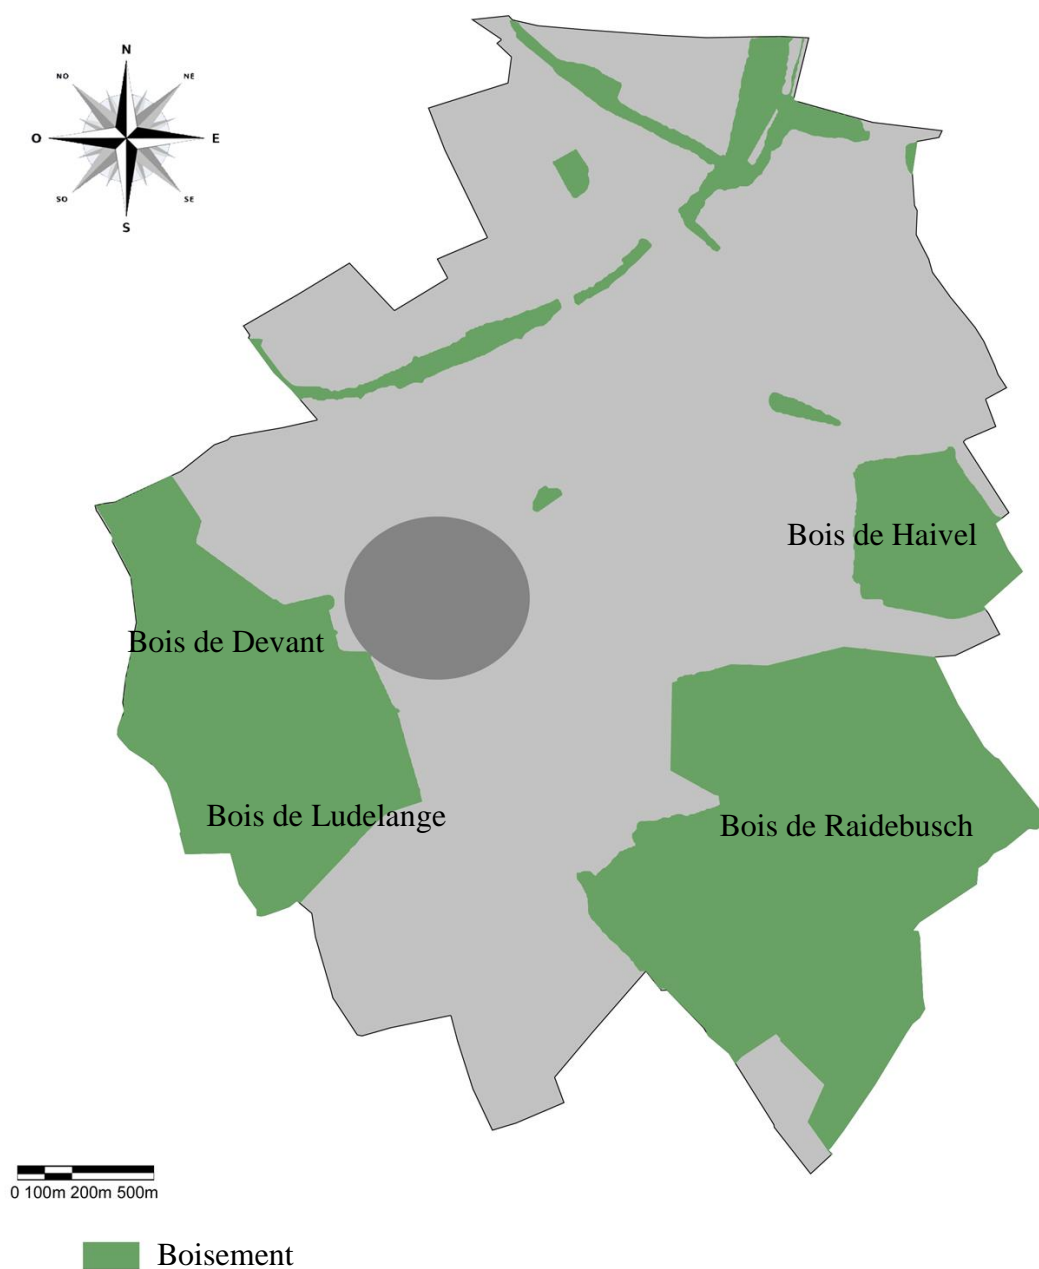 N
NO NE
O E
SO SE
S
Bois de Haivel
Bois de Devant
Bois de Ludelange
Bois de Raidebusch
0 100m 200m 500m
Boisement